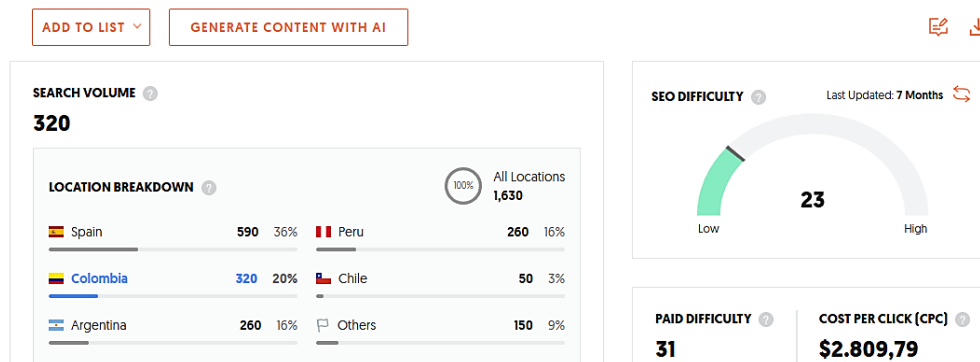 ADD TO LIST
GENERATE CONTENT WITH AI
SEARCH VOLUME ?
320
LOCATION BREAKDOWN ?
100%
All Locations
1,630
Spain 590 36%
Peru 260 16%
Colombia 320 20%
Chile 50 3%
Argentina 260 16%
Others 150 9%
SEO DIFFICULTY ?
Last Updated: 7 Months
23
Low
High
PAID DIFFICULTY ?
31
COST PER CLICK (CPC) ?
$2.809,79